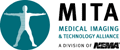 MITA
MEDICAL IMAGING
& TECHNOLOGY ALLIANCE
A DIVISION OF NEMA